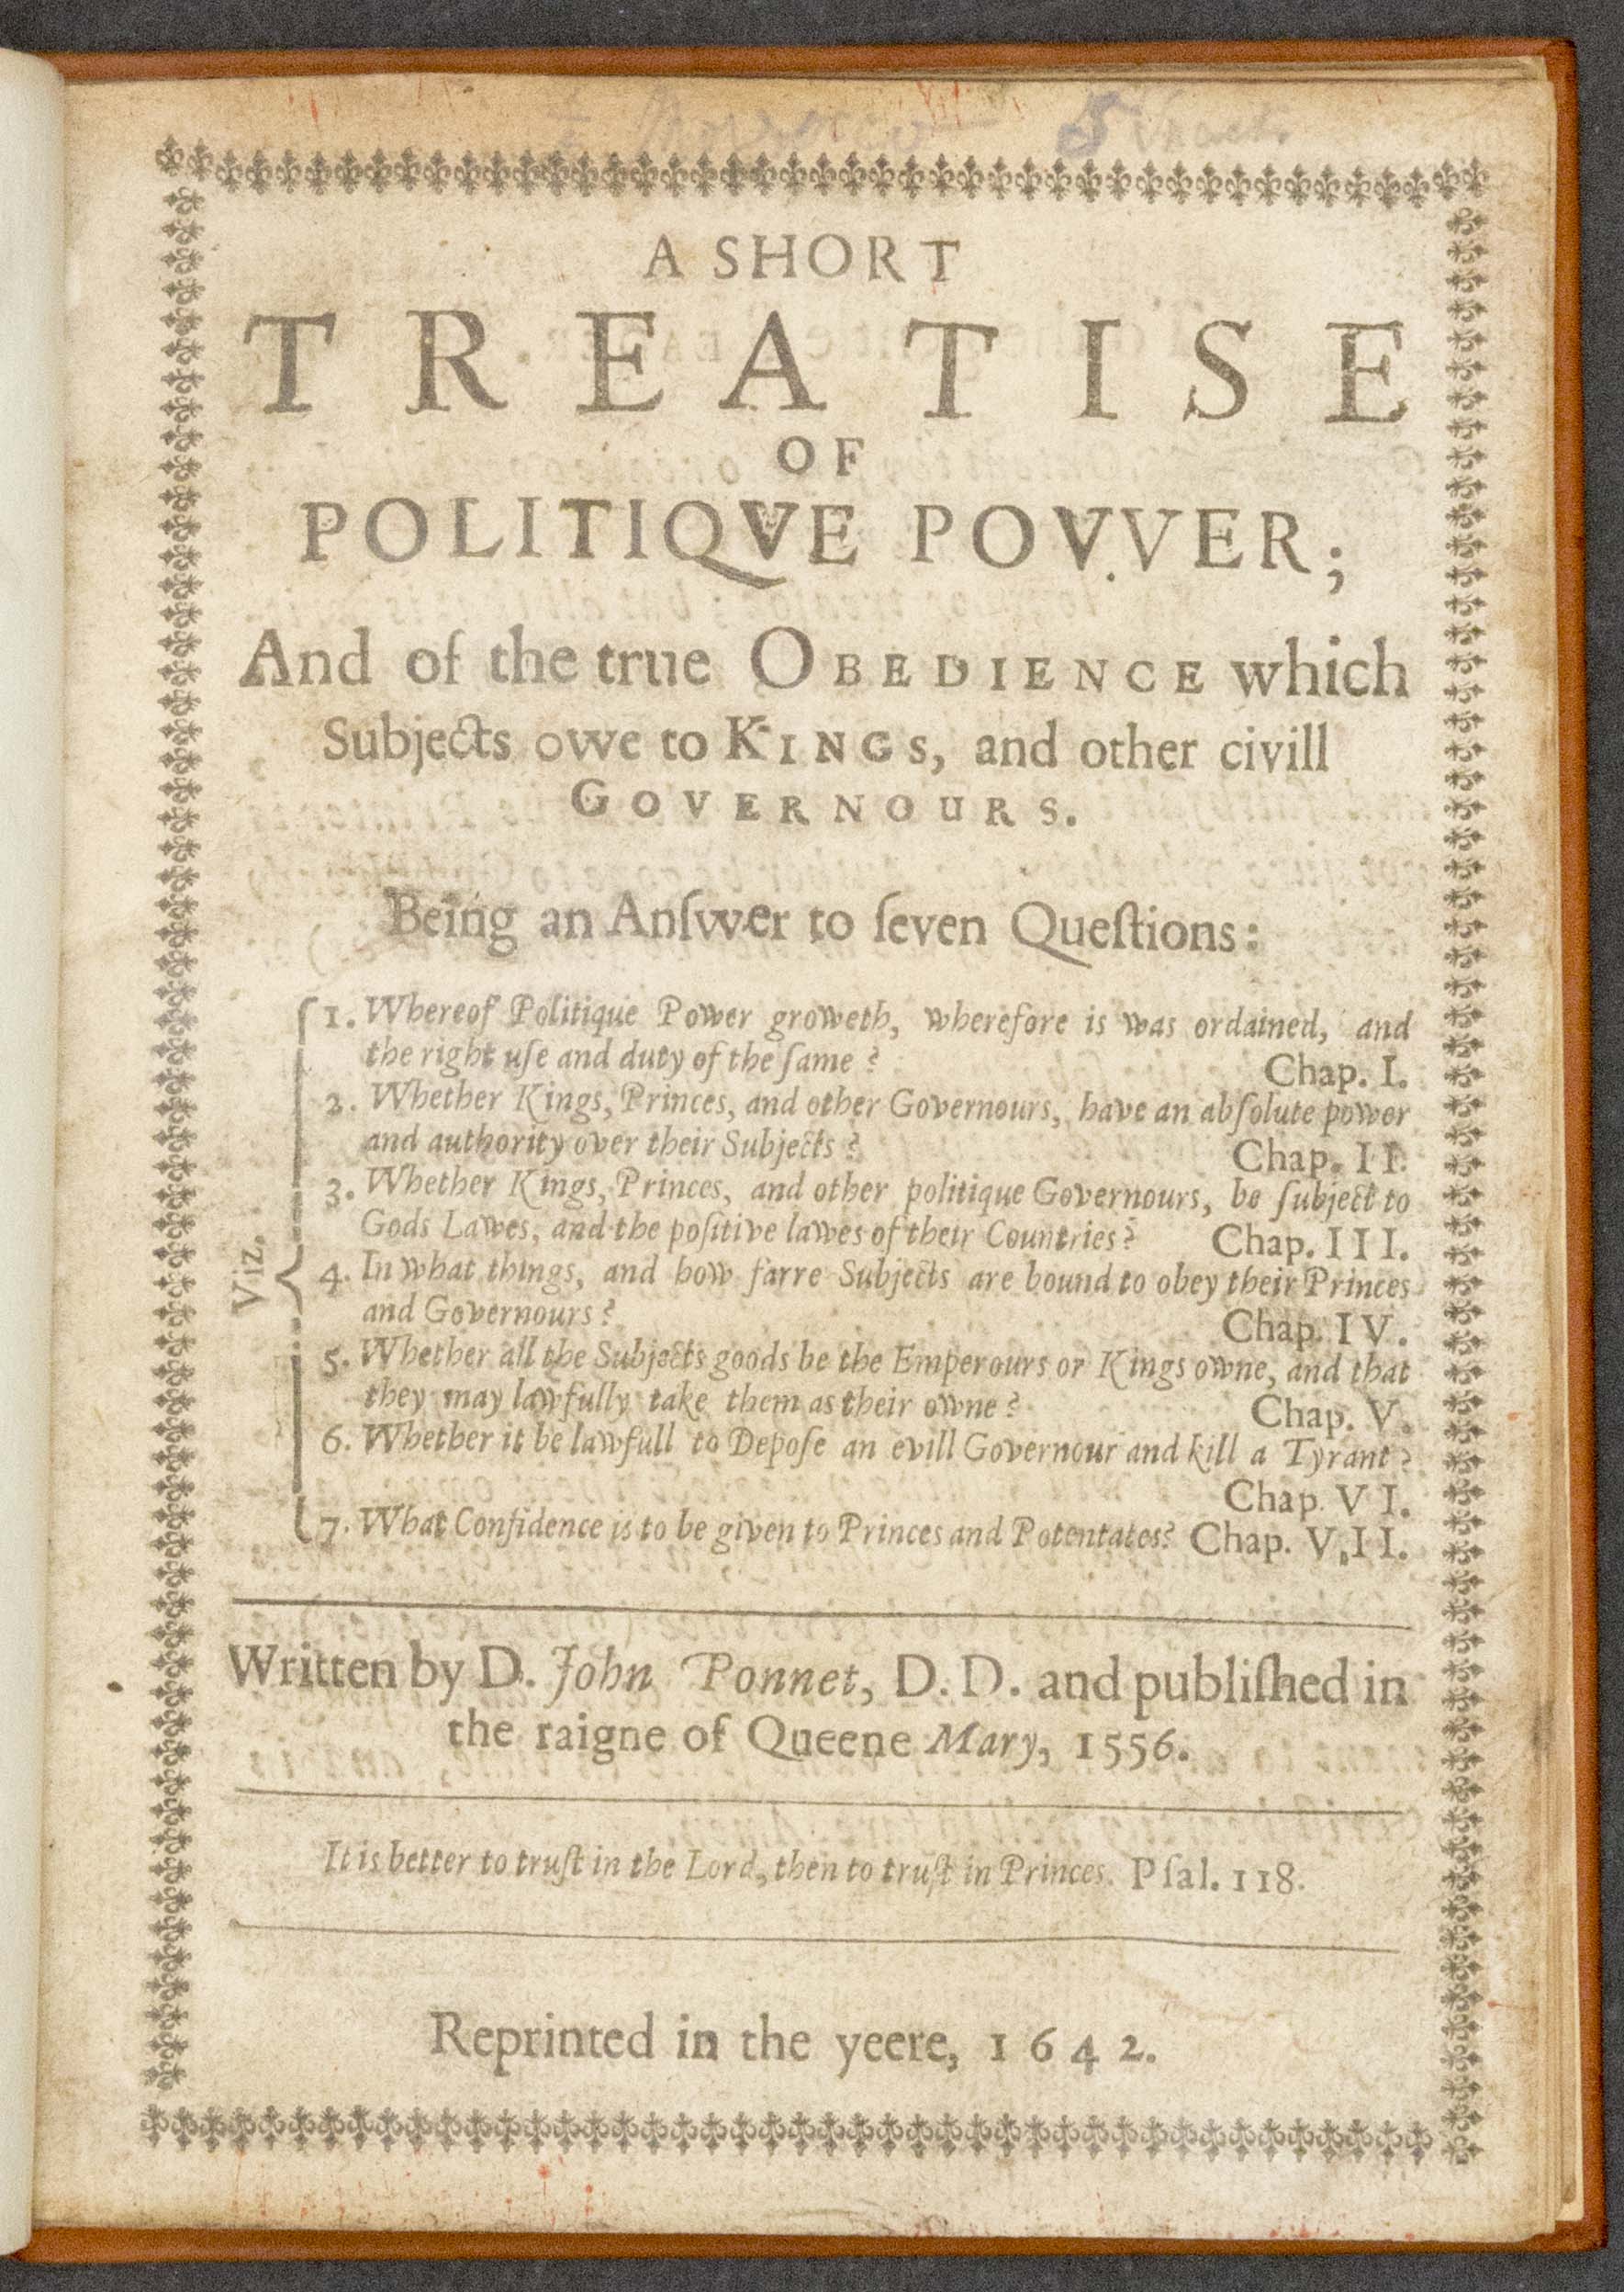 A SHORT
TREATISE
OF
POLITIQVE POVVER;
And of the true OBEDIENCE which
Subjects owe to KINGS, and other civill
GOVERNOURS.
Being an Anſwer to ſeven Queſtions:
Viz.
1. Whereof Politique Power groweth, wherefore is was ordained, and
the right uſe and duty of the ſame? Chap. I.
2. Whether Kings, Princes, and other Governours, have an abſolute power
and authority over their Subjects? Chap. II.
3. Whether Kings, Princes, and other politique Governours, be ſubject to
Gods Lawes, and the poſitive lawes of their Countries? Chap. III.
4. In what things, and how farre Subjects are bound to obey their Princes
and Governours? Chap. IV.
5. Whether all the Subjects goods be the Emperours or Kings owne, and that
they may lawfully take them as their owne? Chap. V.
6. Whether it be lawfull to Depoſe an evill Governour and kill a Tyrant?
Chap. VI.
7. What Confidence is to be given to Princes and Potentates? Chap. VII.
Written by D. John Ponnet, D.D. and publiſhed in
the raigne of Queene Mary, 1556.
It is better to truſt in the Lord, then to truſt in Princes. Pſal. 118.
Reprinted in the yeere, 1642.